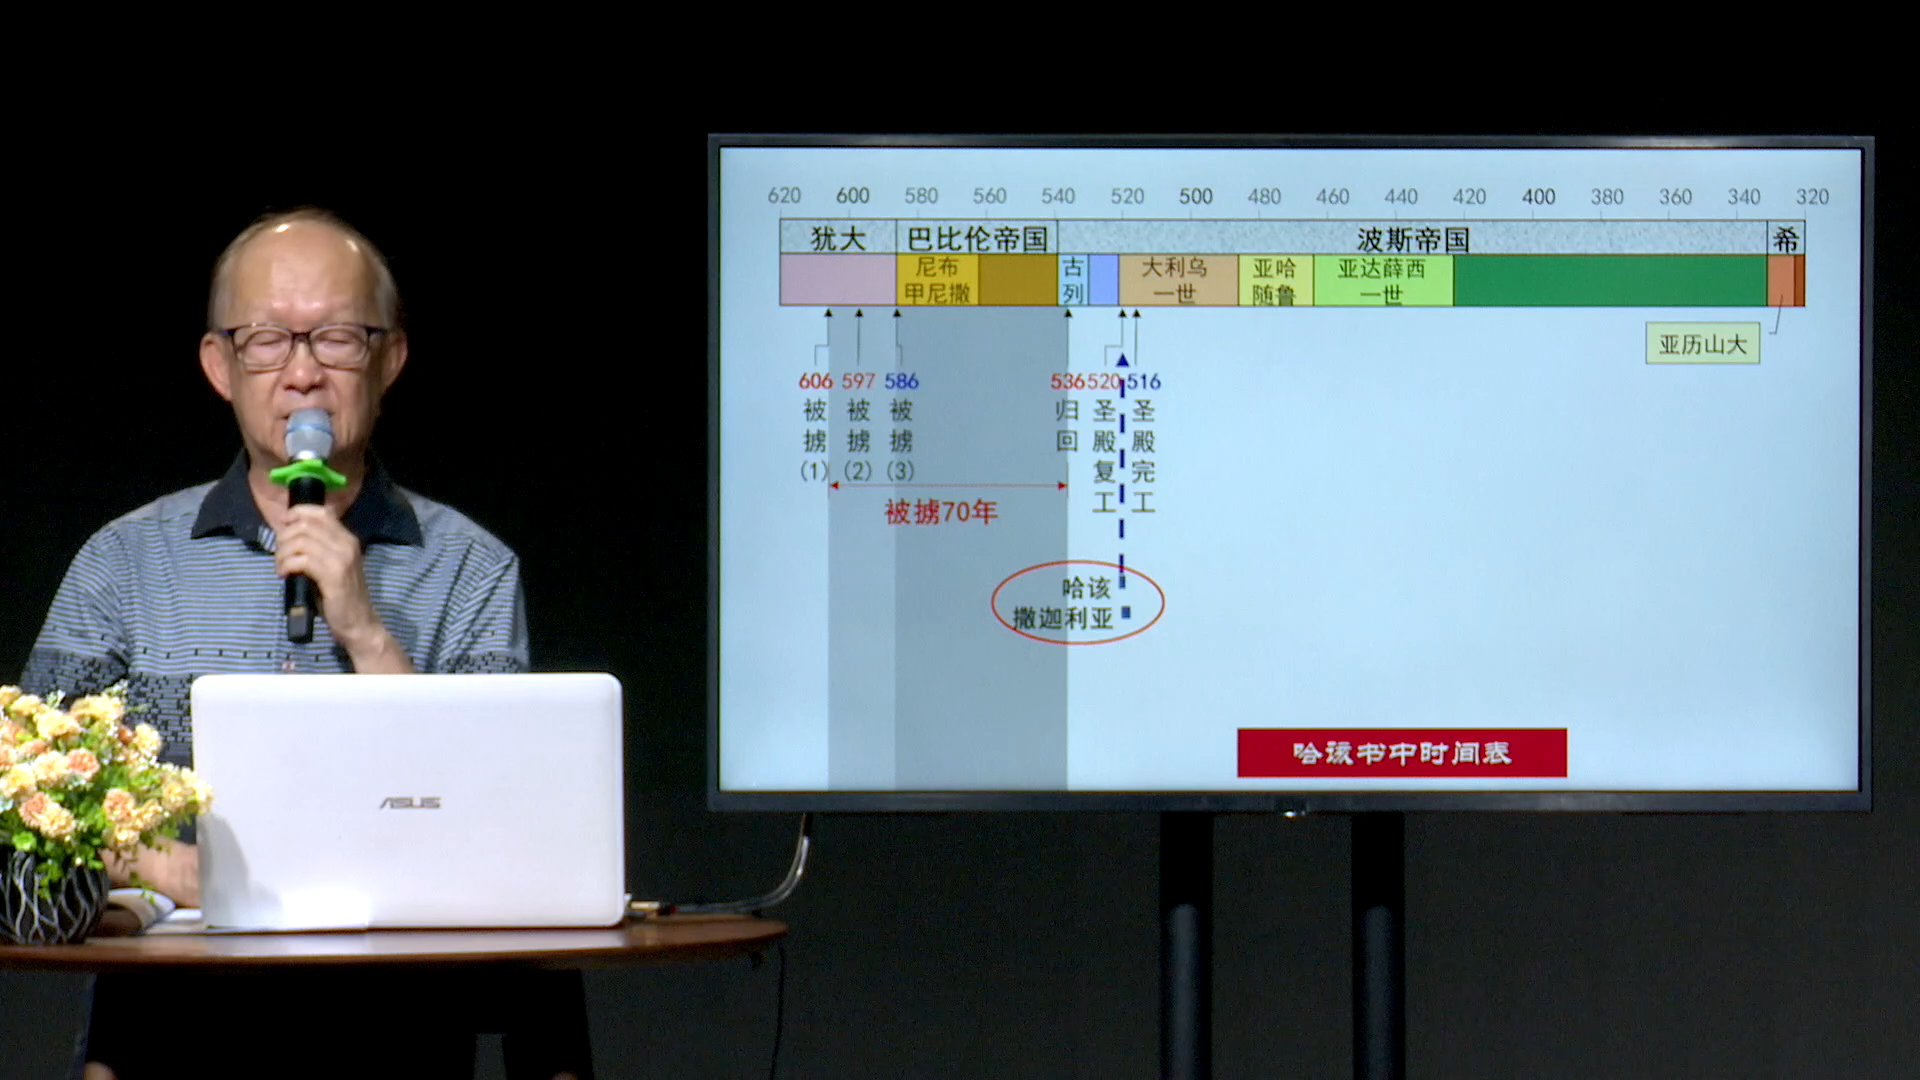 620 600 580 560 540 520 500 480 460 440 420 400 380 360 340 320
犹大 巴比伦帝国 波斯帝国 希
尼布甲尼撒
古列
大利乌一世
亚哈随鲁
亚达薛西一世
亚历山大
606 597 586 536 520 516
被掳(1)
被掳(2)
被掳(3)
归回
圣殿复工
圣殿完工
被掳70年
哈该
撒迦利亚
哈该书中时间表
ASUS